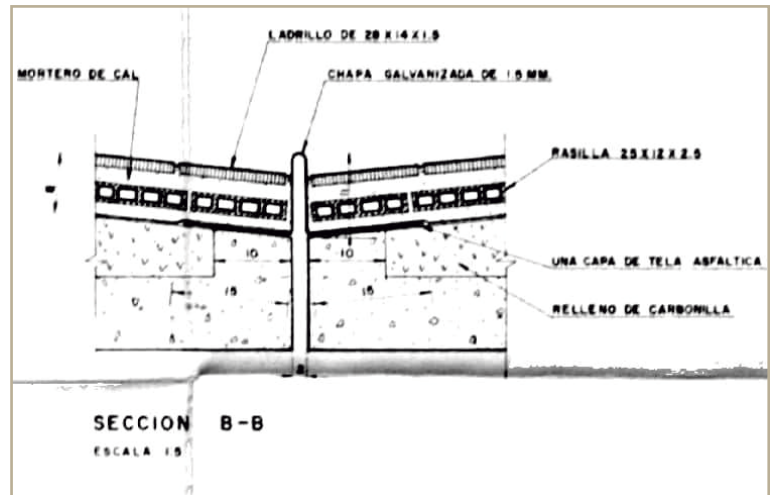 LADRILLO DE 28 X 14 X 1.5
MORTERO DE CAL
CHAPA GALVANIZADA DE 1.5 MM.
RASILLA 25 X 12 X 2.5
10
10
UNA CAPA DE TELA ASFALTICA
15
15
RELLENO DE CARBONILLA
SECCION B-B
ESCALA 1:5